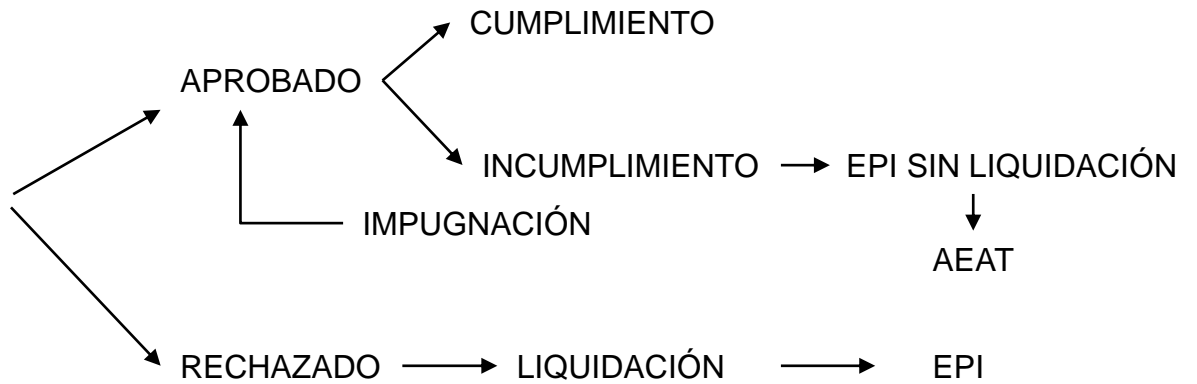 CUMPLIMIENTO
APROBADO
INCUMPLIMIENTO
EPI SIN LIQUIDACIÓN
IMPUGNACIÓN
AEAT
RECHAZADO
LIQUIDACIÓN
EPI